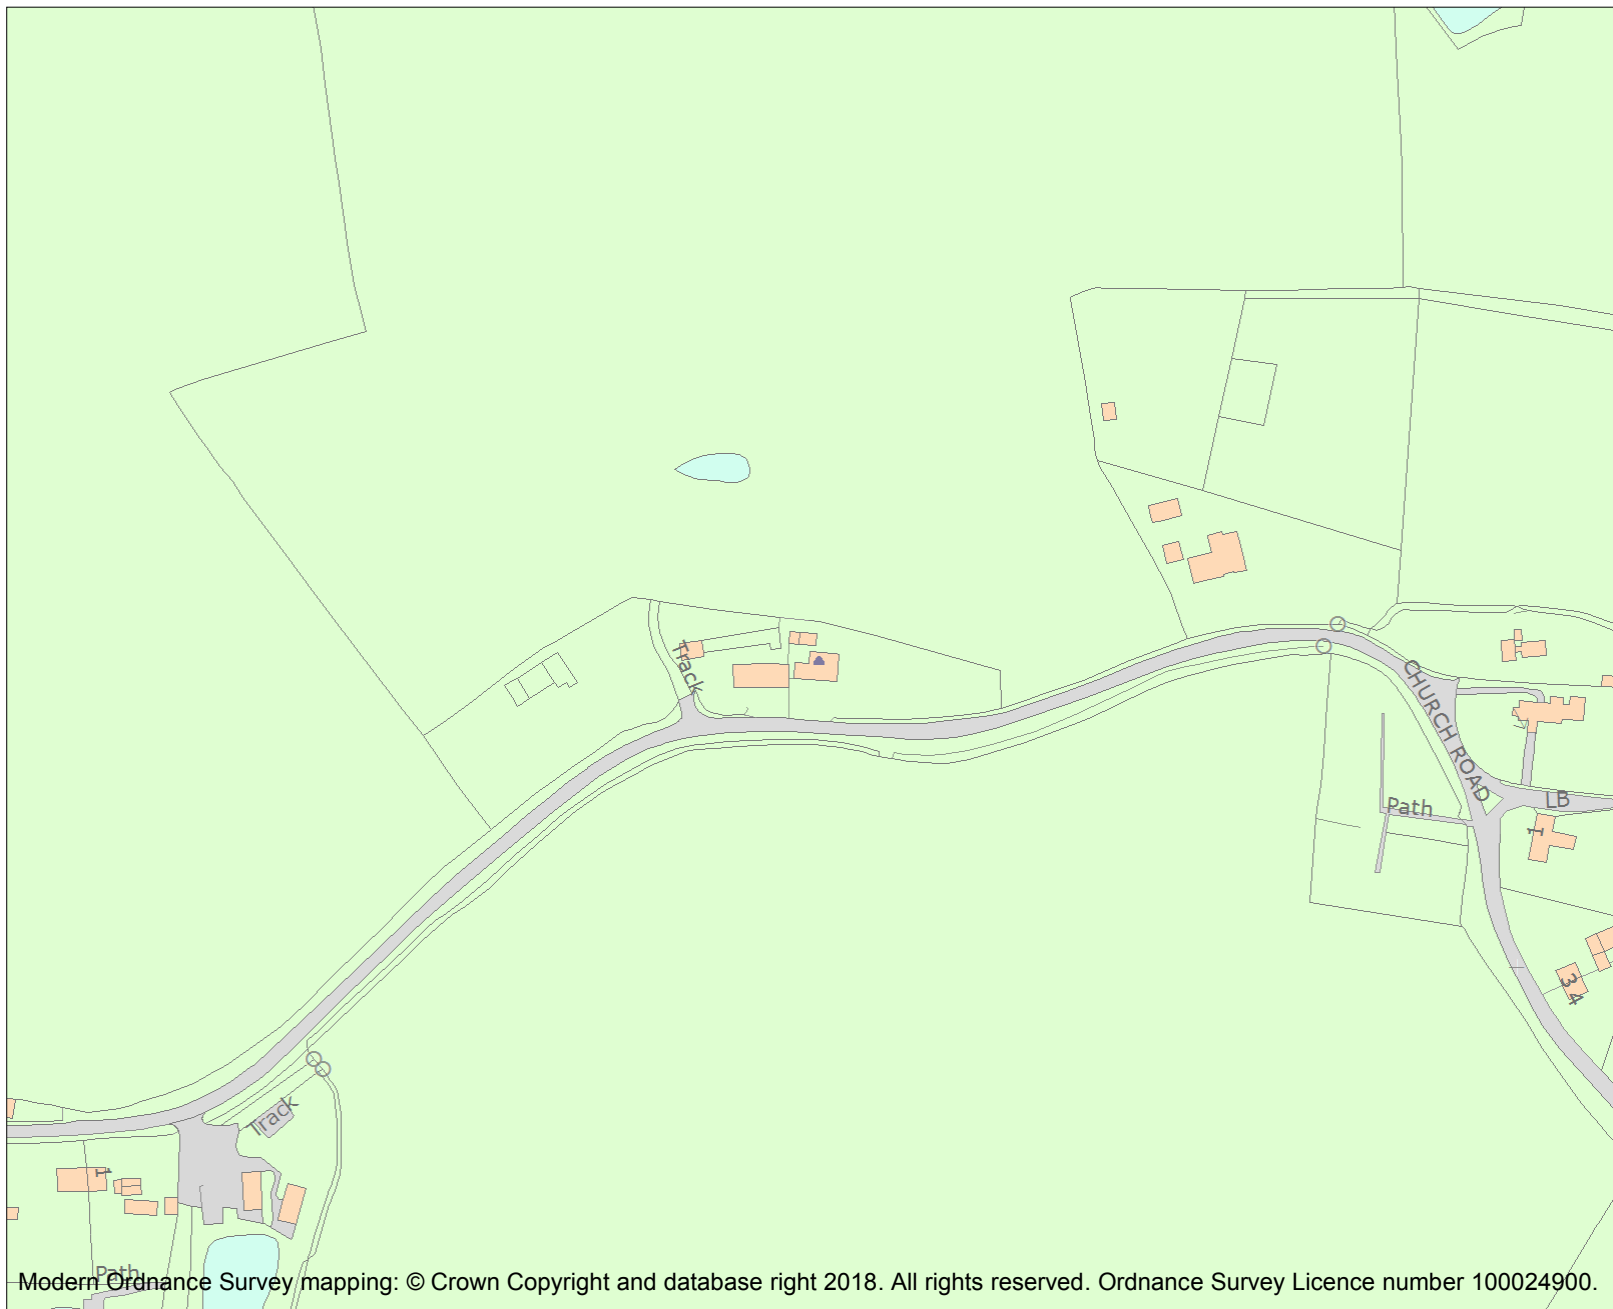 Track
CHURCH ROAD
LB
Path
1
3 4
Track
1
Path
Modern Ordnance Survey mapping: © Crown Copyright and database right 2018. All rights reserved. Ordnance Survey Licence number 100024900.